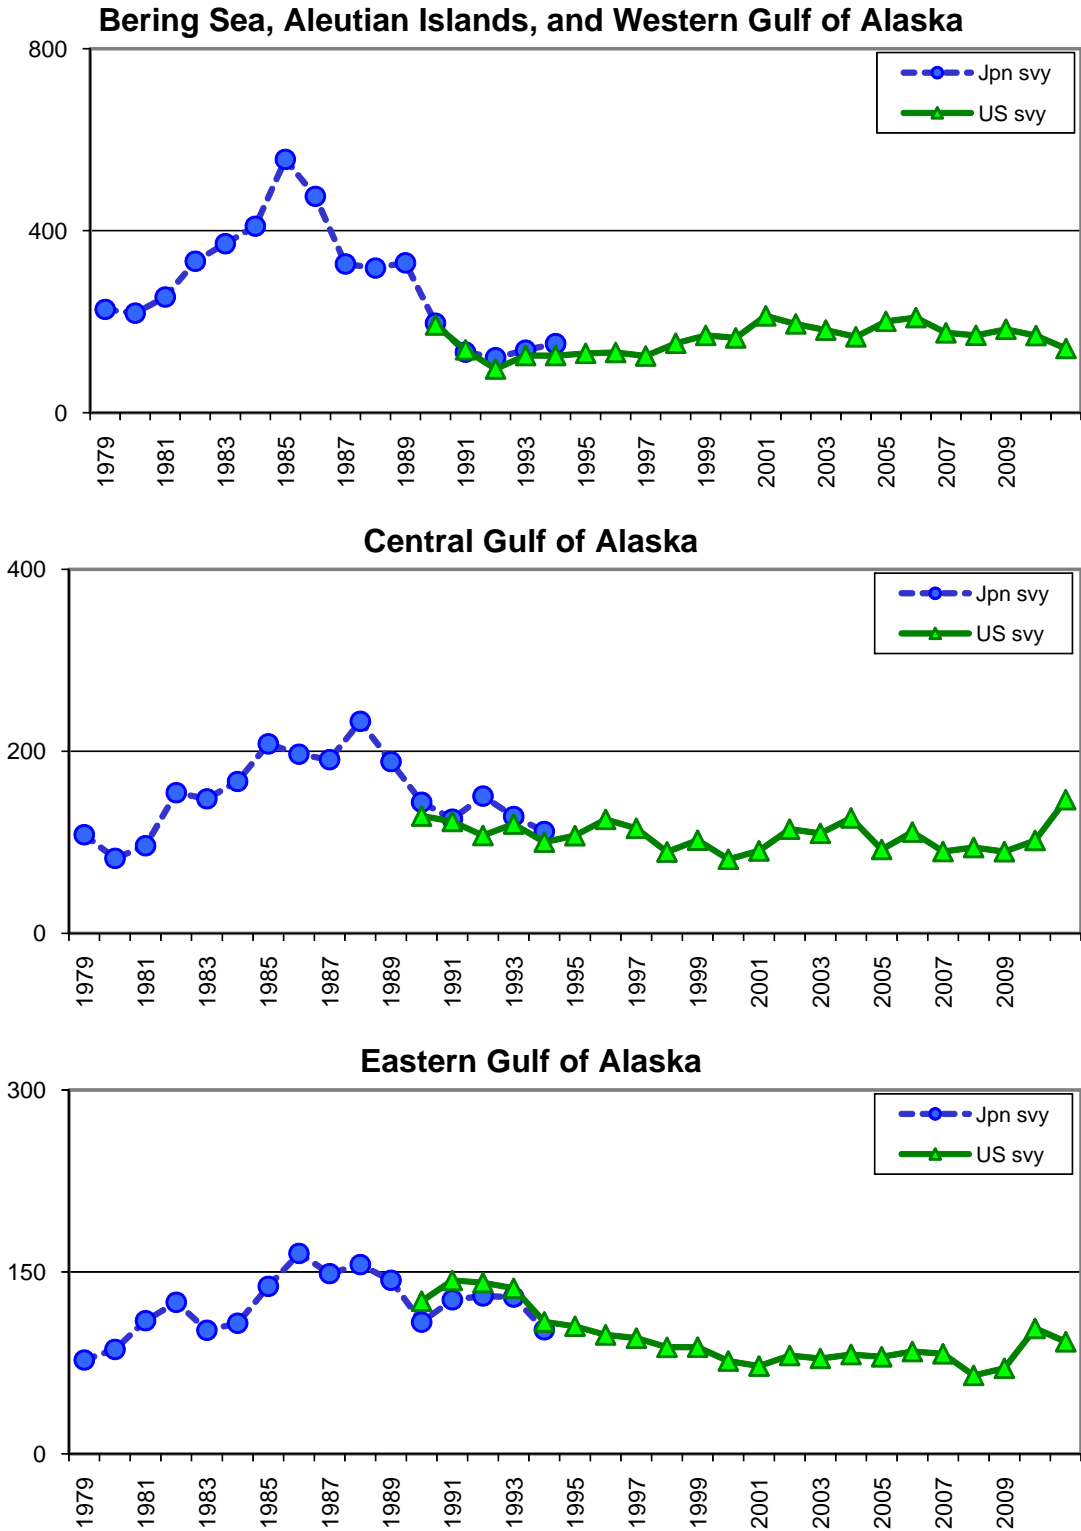 Bering Sea, Aleutian Islands, and Western Gulf of Alaska
800
400
0
Jpn svy
US svy
1979 1981 1983 1985 1987 1989 1991 1993 1995 1997 1999 2001 2003 2005 2007 2009
Central Gulf of Alaska
400
200
0
Jpn svy
US svy
1979 1981 1983 1985 1987 1989 1991 1993 1995 1997 1999 2001 2003 2005 2007 2009
Eastern Gulf of Alaska
300
150
0
Jpn svy
US svy
1979 1981 1983 1985 1987 1989 1991 1993 1995 1997 1999 2001 2003 2005 2007 2009